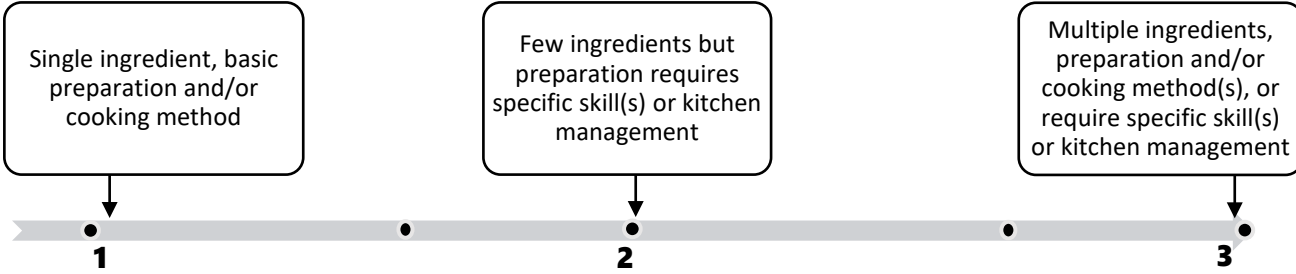 Single ingredient, basic
preparation and/or
cooking method
Few ingredients but
preparation requires
specific skill(s) or kitchen
management
Multiple ingredients,
preparation and/or
cooking method(s), or
require specific skill(s)
or kitchen management
1
2
3